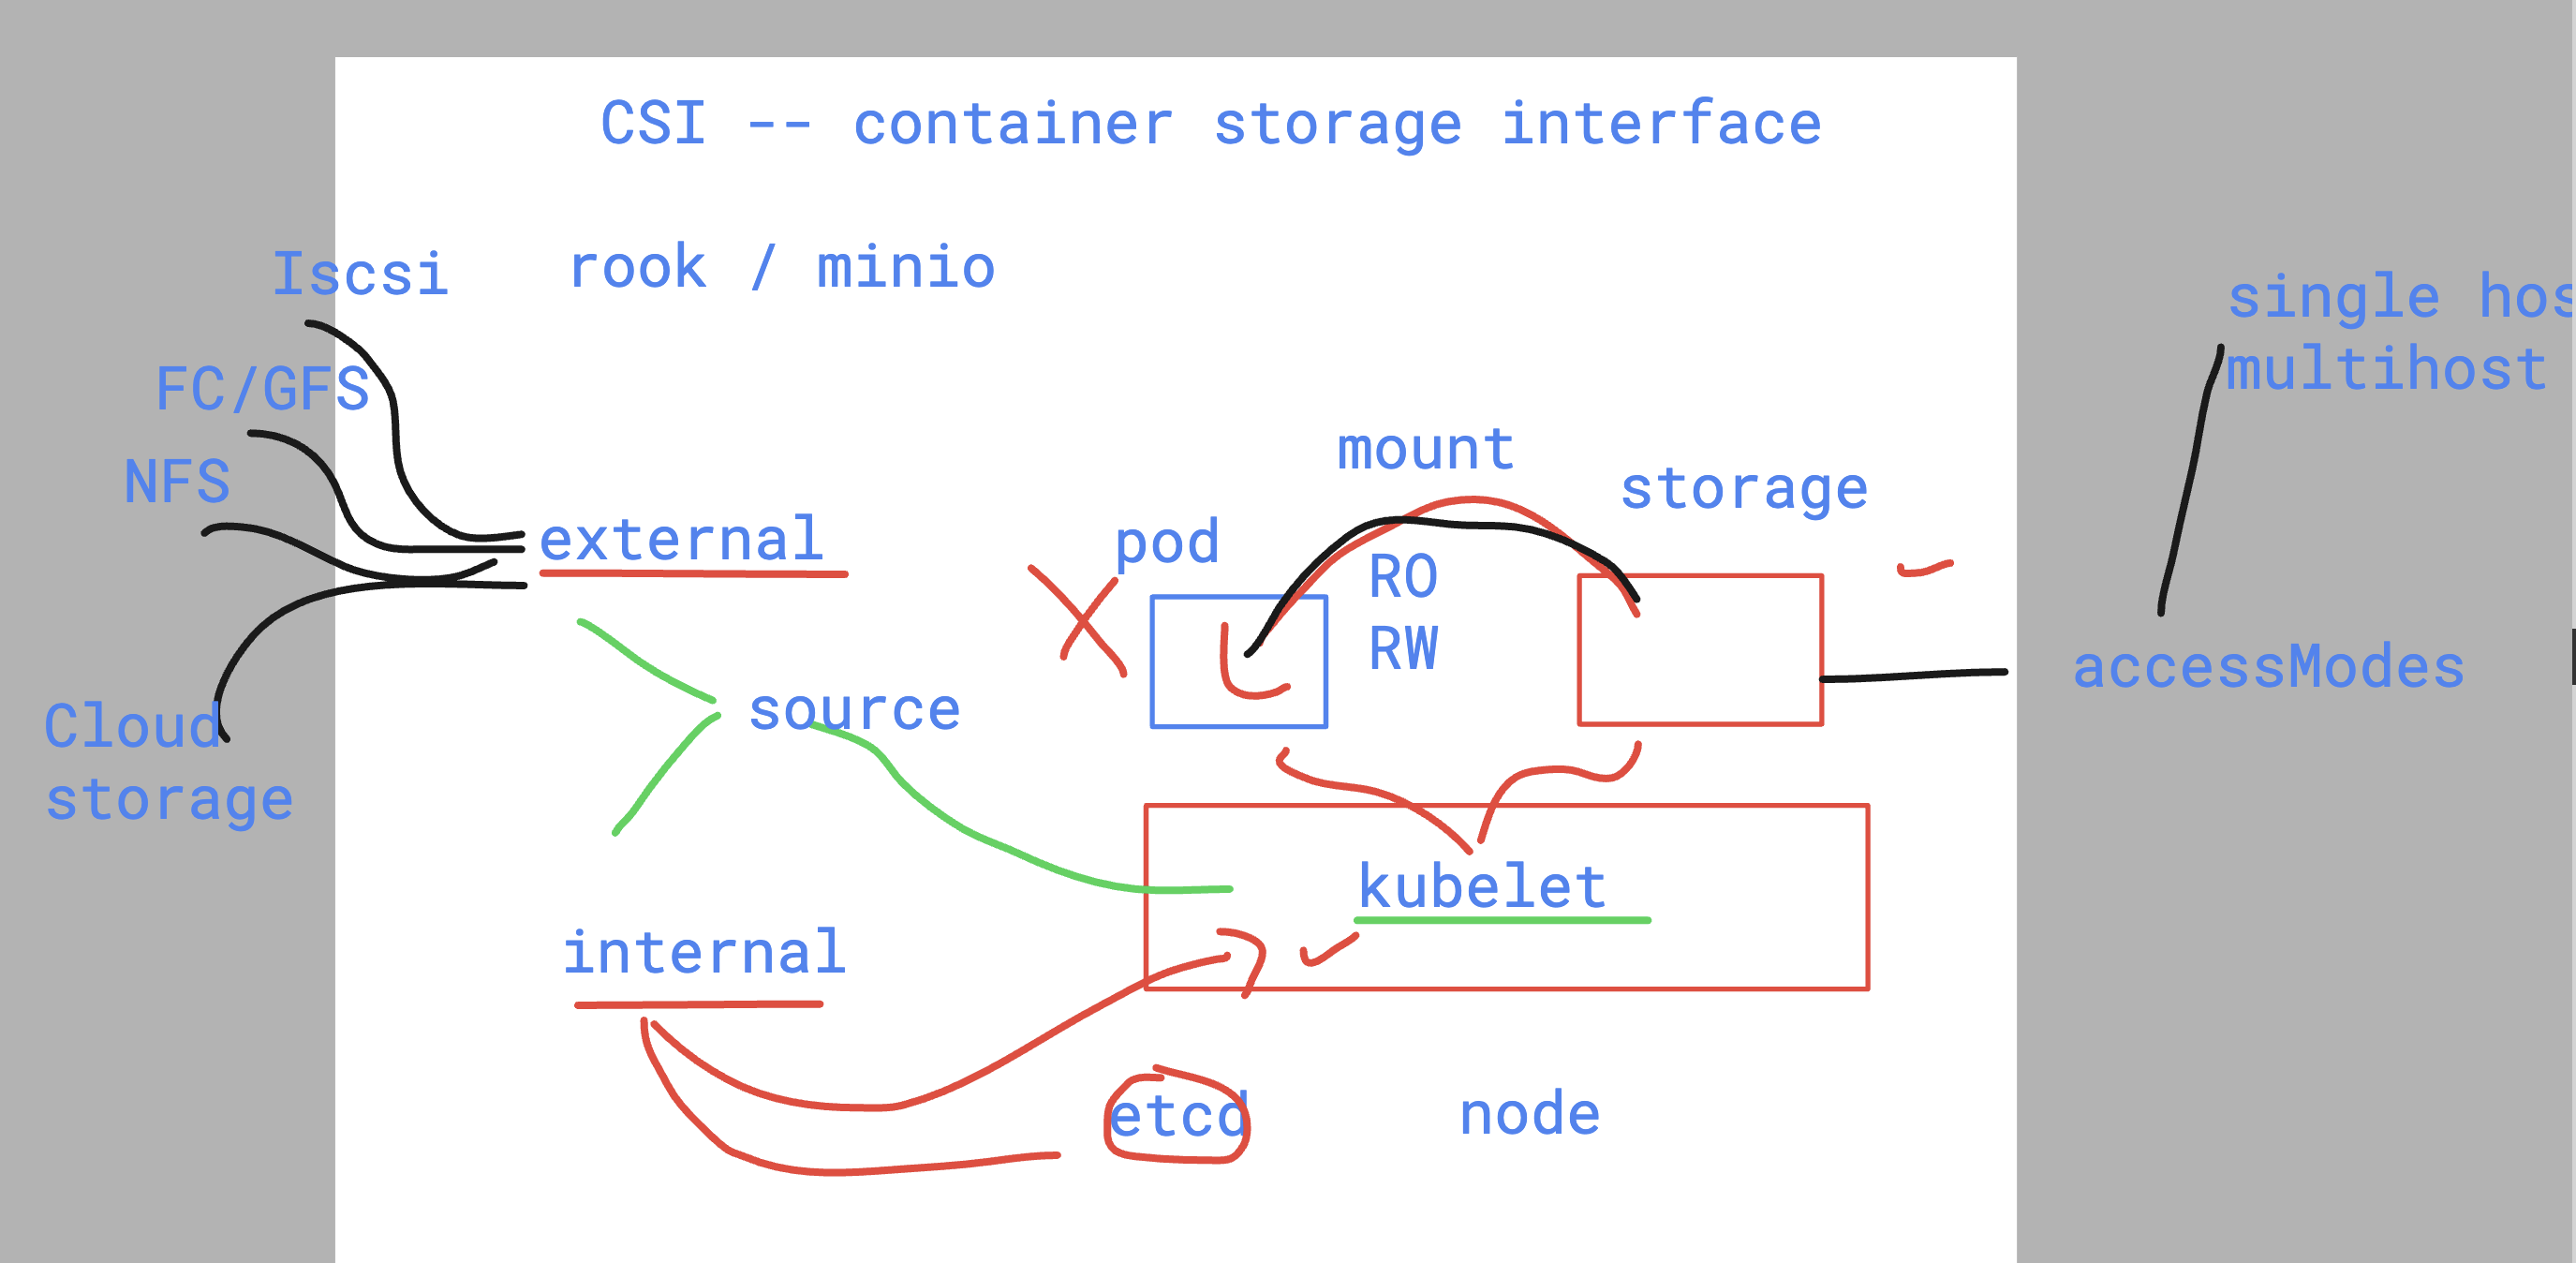 CSI -- container storage interface
rook / minio
Iscsi
FC/GFS
NFS
Cloud
storage
external
source
internal
pod
mount
RO
RW
storage
kubelet
etcd
node
single hos
multihost
accessModes